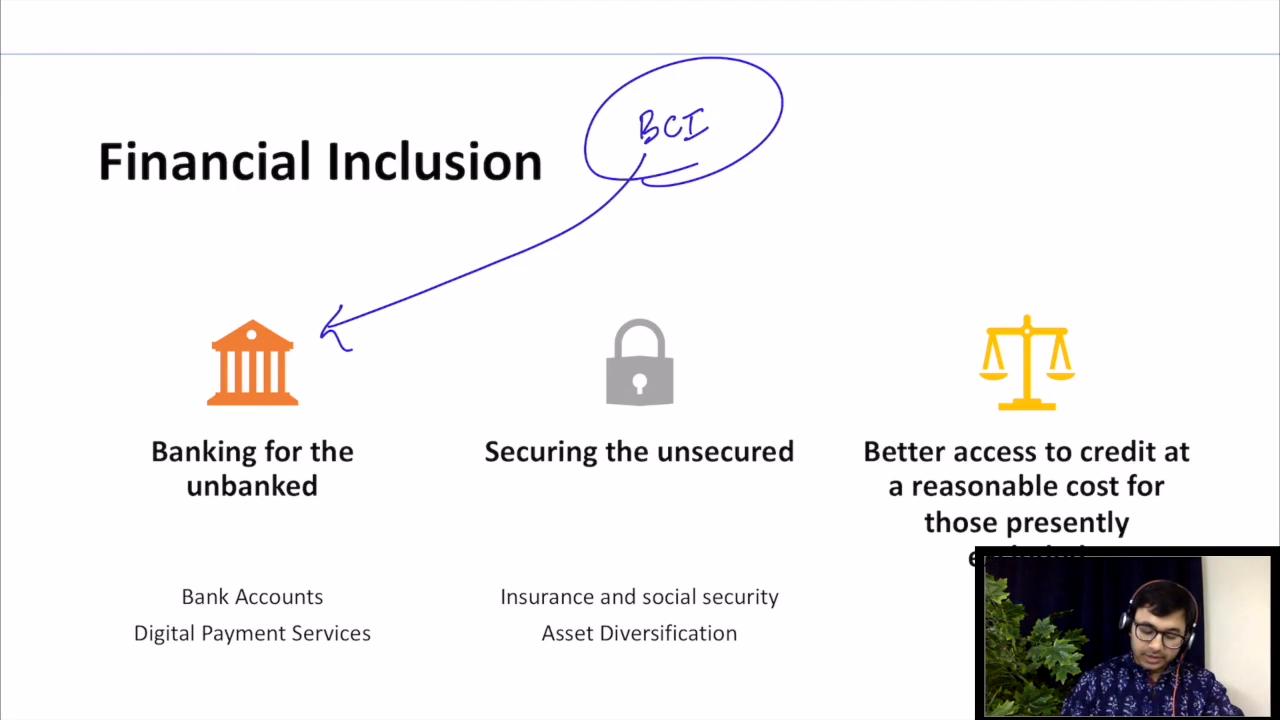 BCI
Financial Inclusion
Banking for the
unbanked
Securing the unsecured
Better access to credit at
a reasonable cost for
those presently
Bank Accounts
Digital Payment Services
Insurance and social security
Asset Diversification